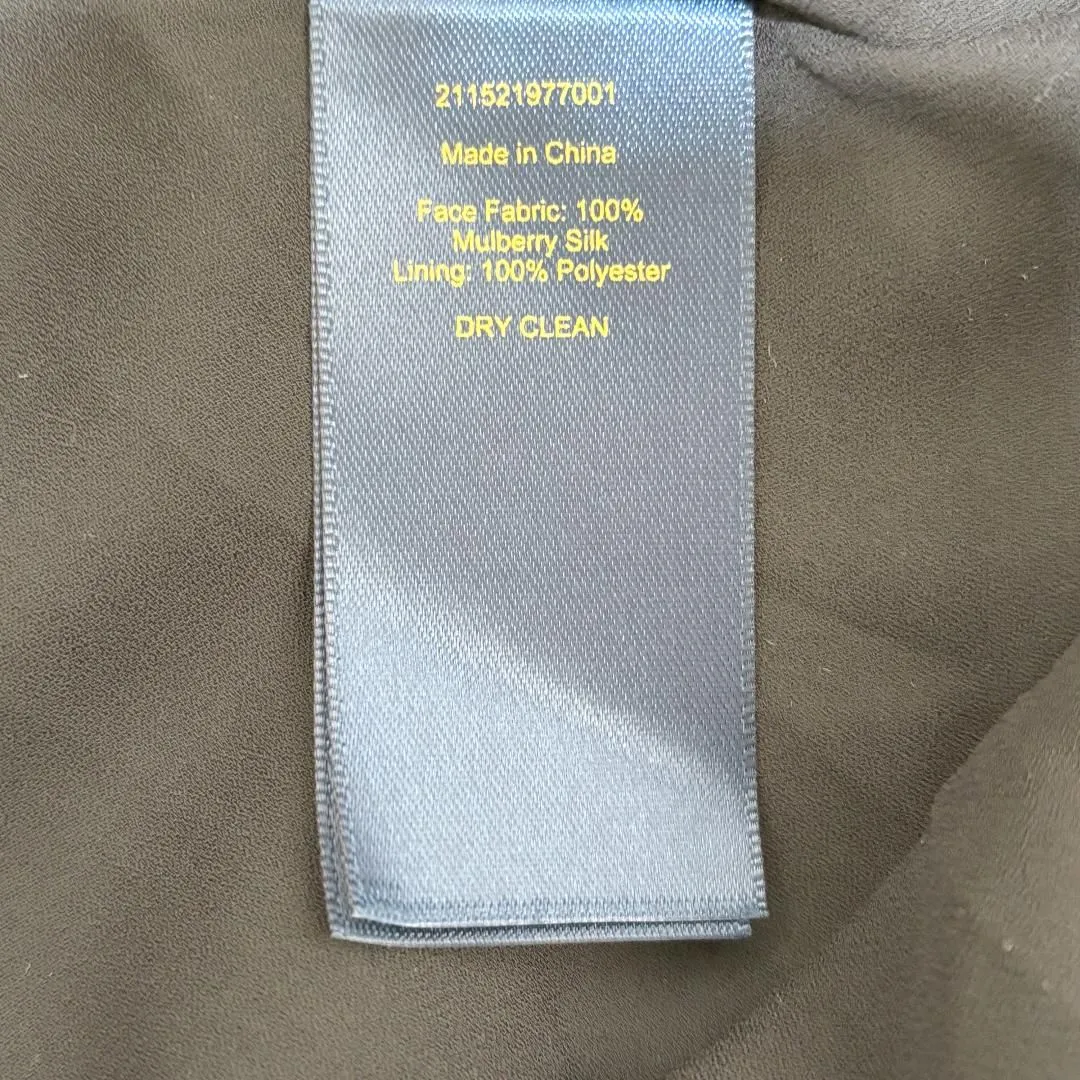 211521977001
Made in China
Face Fabric: 100%
Mulberry Silk
Lining: 100% Polyester
DRY CLEAN